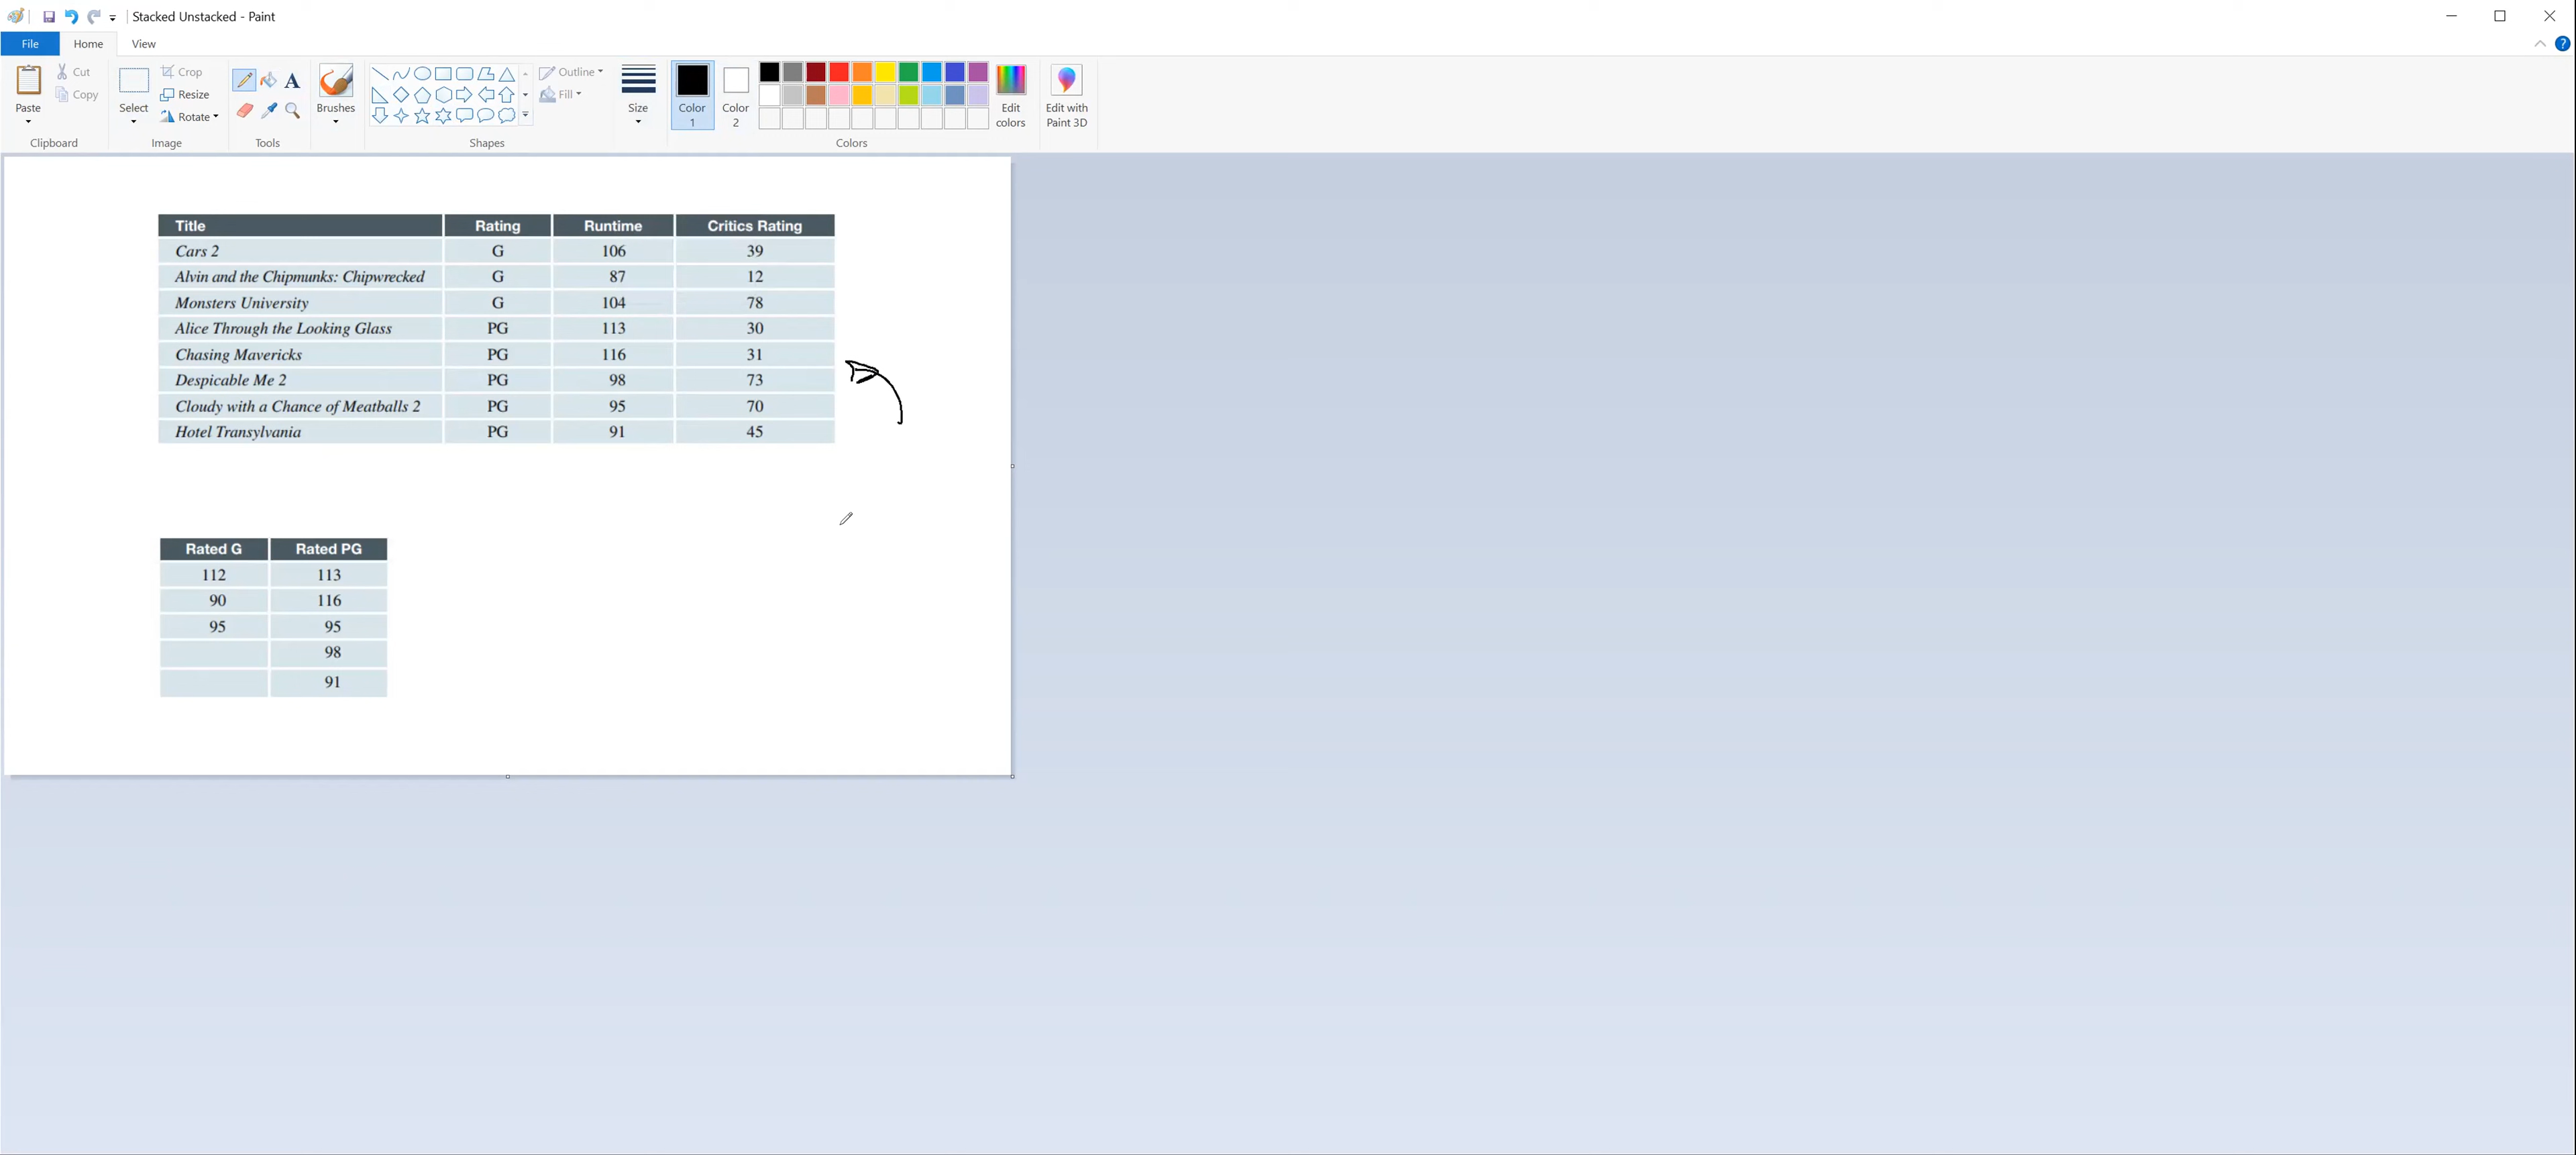 Stacked Unstacked - Paint
File Home View
Paste
Cut
Copy
Clipboard
Select
Crop
Resize
Rotate
Image
A
Tools
Brushes
Shapes
Outline
Fill
Size
Color 1
Color 2
Colors
Edit colors
Edit with Paint 3D
?
Title Rating Runtime Critics Rating
Cars 2 G 106 39
Alvin and the Chipmunks: Chipwrecked G 87 12
Monsters University G 104 78
Alice Through the Looking Glass PG 113 30
Chasing Mavericks PG 116 31
Despicable Me 2 PG 98 73
Cloudy with a Chance of Meatballs 2 PG 95 70
Hotel Transylvania PG 91 45
Rated G Rated PG
112 113
90 116
95 95
98
91